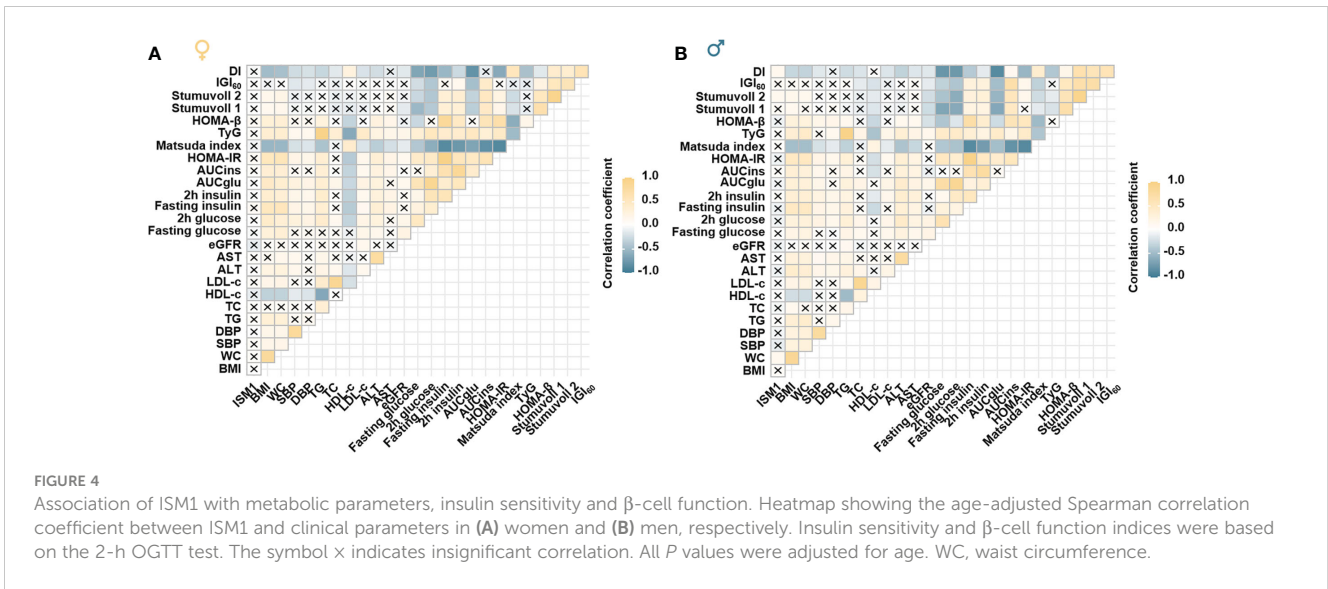 A ♀
DI
IGI60
Stumuvoll 2
Stumuvoll 1
HOMA-β
TyG
Matsuda index
HOMA-IR
AUCins
AUCglu
2h insulin
Fasting insulin
2h glucose
Fasting glucose
eGFR
AST
ALT
LDL-c
HDL-c
TC
TG
DBP
SBP
WC
BMI
ISM1
BMI
WC
SBP
DBP
TG
TC
HDL-c
LDL-c
ALT
AST
eGFR
Fasting glucose
2h glucose
Fasting insulin
2h insulin
AUCglu
AUCins
HOMA-IR
Matsuda index
TyG
HOMA-β
Stumuvoll 1
Stumuvoll 2
IGI60
Correlation coefficient
1.0
0.5
0.0
-0.5
-1.0
B ♂
DI
IGI60
Stumuvoll 2
Stumuvoll 1
HOMA-β
TyG
Matsuda index
HOMA-IR
AUCins
AUCglu
2h insulin
Fasting insulin
2h glucose
Fasting glucose
eGFR
AST
ALT
LDL-c
HDL-c
TC
TG
DBP
SBP
WC
BMI
ISM1
BMI
WC
SBP
DBP
TG
TC
HDL-c
LDL-c
ALT
AST
eGFR
Fasting glucose
2h glucose
Fasting insulin
2h insulin
AUCglu
AUCins
HOMA-IR
Matsuda index
TyG
HOMA-β
Stumuvoll 1
Stumuvoll 2
IGI60
Correlation coefficient
1.0
0.5
0.0
-0.5
-1.0
FIGURE 4
Association of ISM1 with metabolic parameters, insulin sensitivity and β-cell function. Heatmap showing the age-adjusted Spearman correlation
coefficient between ISM1 and clinical parameters in (A) women and (B) men, respectively. Insulin sensitivity and β-cell function indices were based
on the 2-h OGTT test. The symbol × indicates insignificant correlation. All P values were adjusted for age. WC, waist circumference.